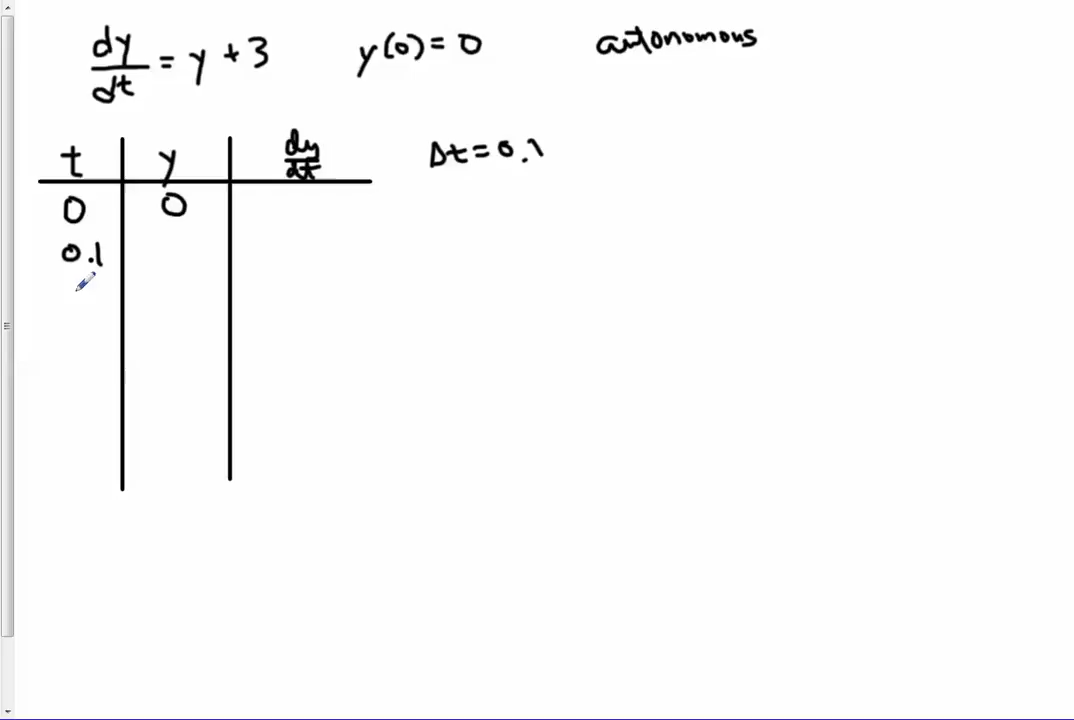 dy/dt = y + 3 y(0) = 0 autonomous
t y dy/dt Δt = 0.1
0 0
0.1